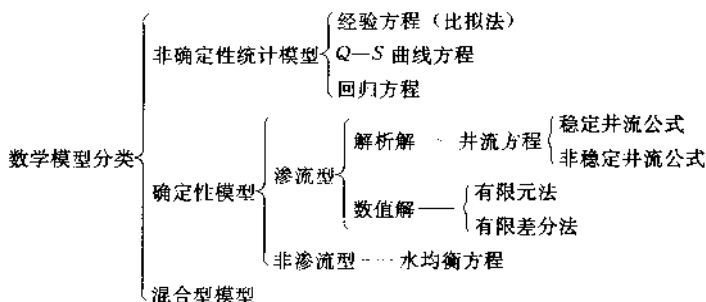 经验方程（比拟法）
非确定性统计模型
Q—S 曲线方程
回归方程
数学模型分类
确定性模型
渗流型
解析解
井流方程
稳定井流公式
非稳定井流公式
数值解
有限元法
有限差分法
非渗流型
水均衡方程
混合型模型